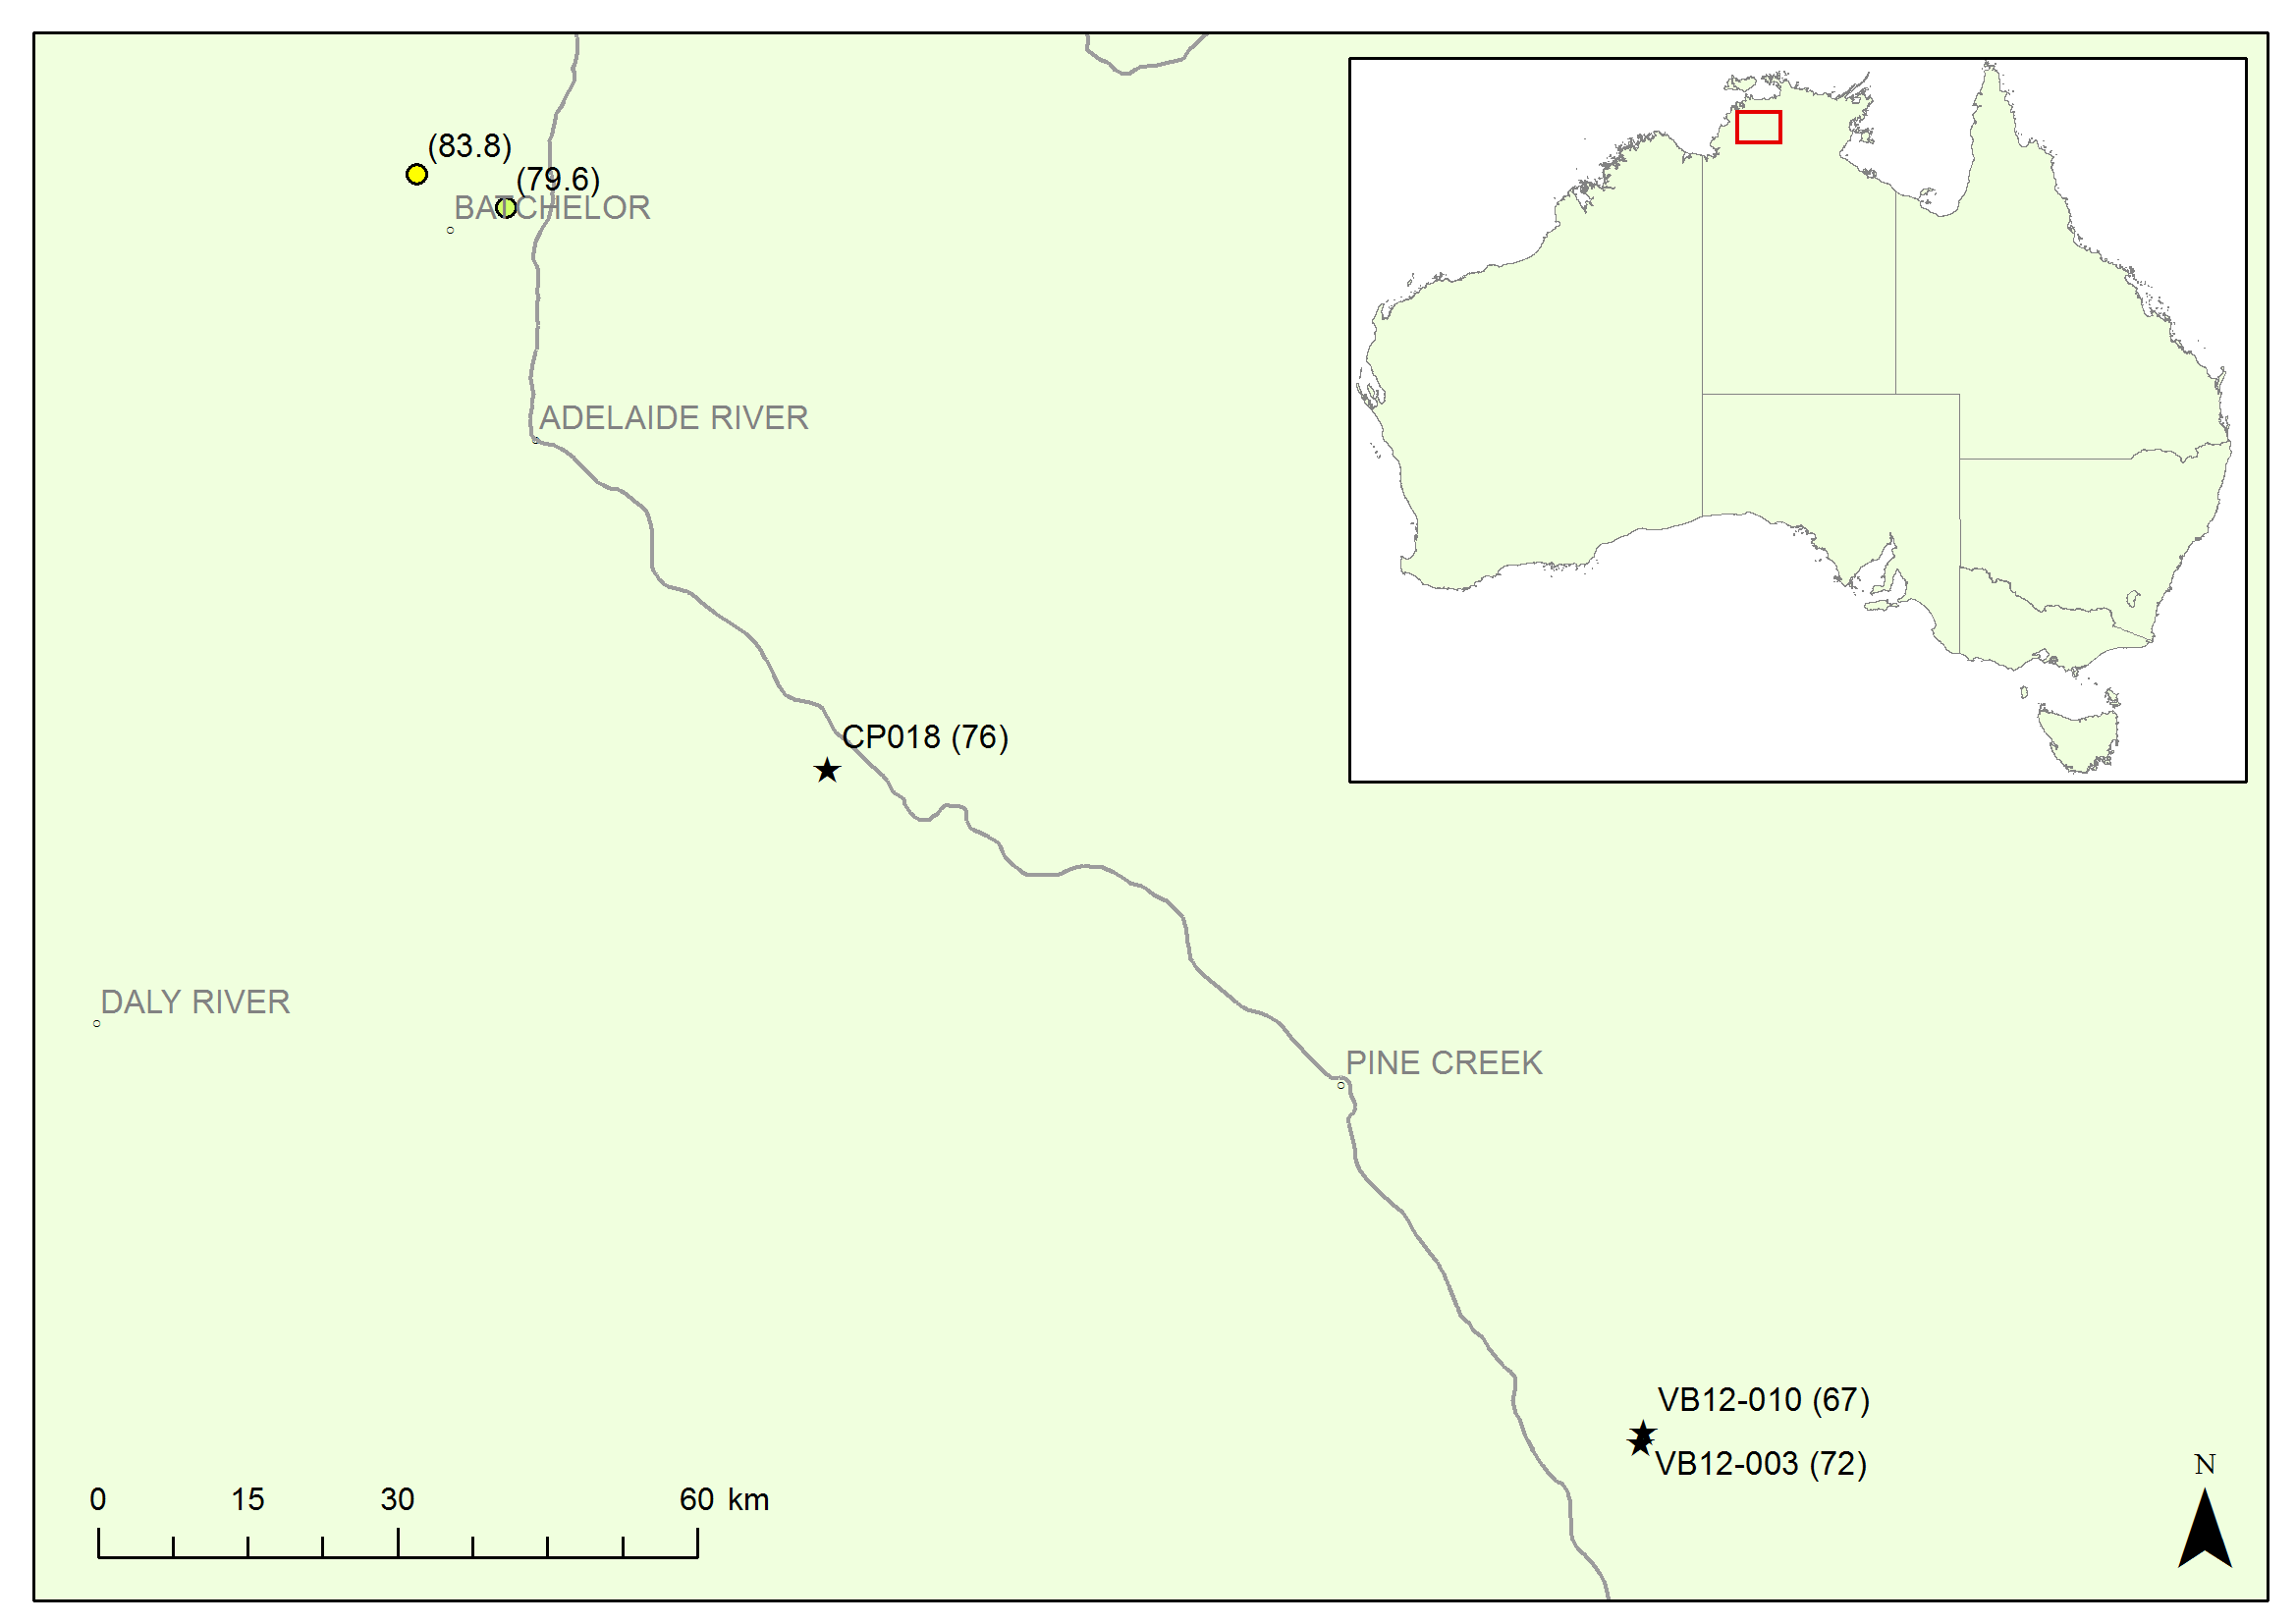 (83.8)
(79.6)
BATCHELOR
ADELAIDE RIVER
CP018 (76)
DALY RIVER
PINE CREEK
VB12-010 (67)
VB12-003 (72)
N
0 15 30 60 km